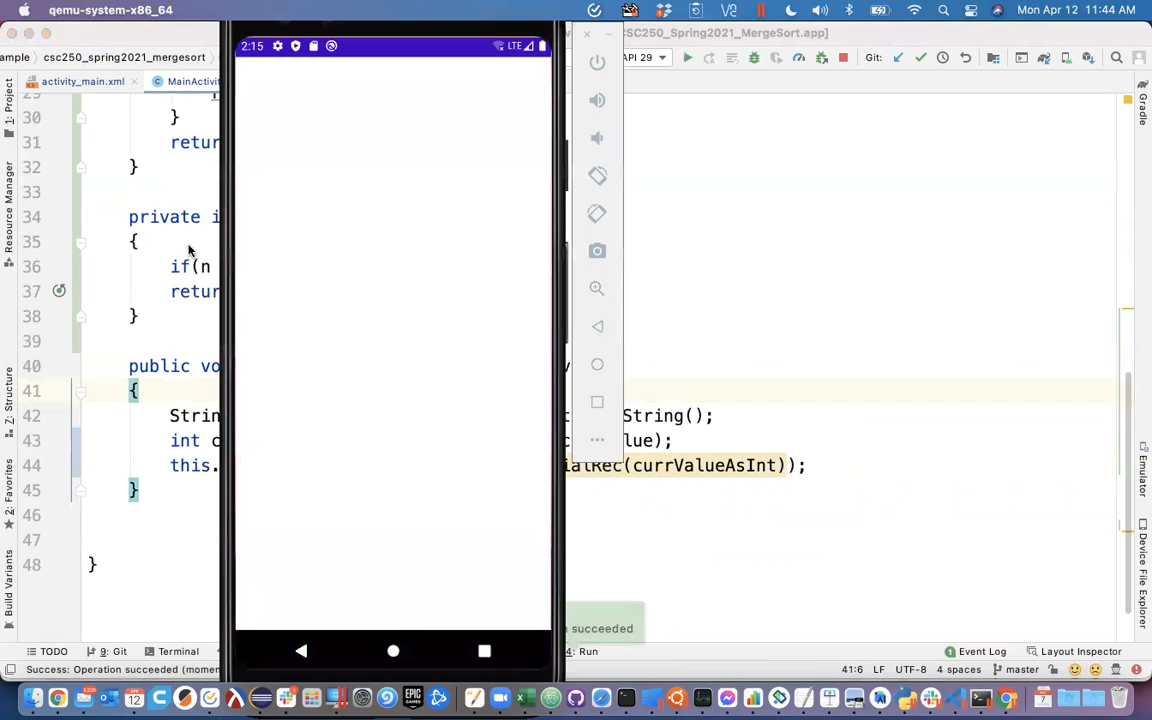 qemu-system-x86_64
Mon Apr 12 11:44 AM
CSC250_Spring2021_MergeSort.app]
ample
csc250_spring2021_mergesort
API 29
Git:
activity_main.xml
MainActivit
2:15
LTE
1: Project
Resource Manager
Z: Structure
2: Favorites
Build Variants
Gradle
Emulator
Device File Explorer
29
30 }
31 retur
32 }
33
34 private i
35 {
36 if(n
37 retur
38 }
39
40 public vo
41 {
42 Strin String();
43 int c lue);
44 this. ialRec(currValueAsInt));
45 }
46
47
48 }
succeeded
TODO
9: Git
Terminal
4: Run
Event Log
Layout Inspector
Success: Operation succeeded (momen
41:6 LF UTF-8 4 spaces master